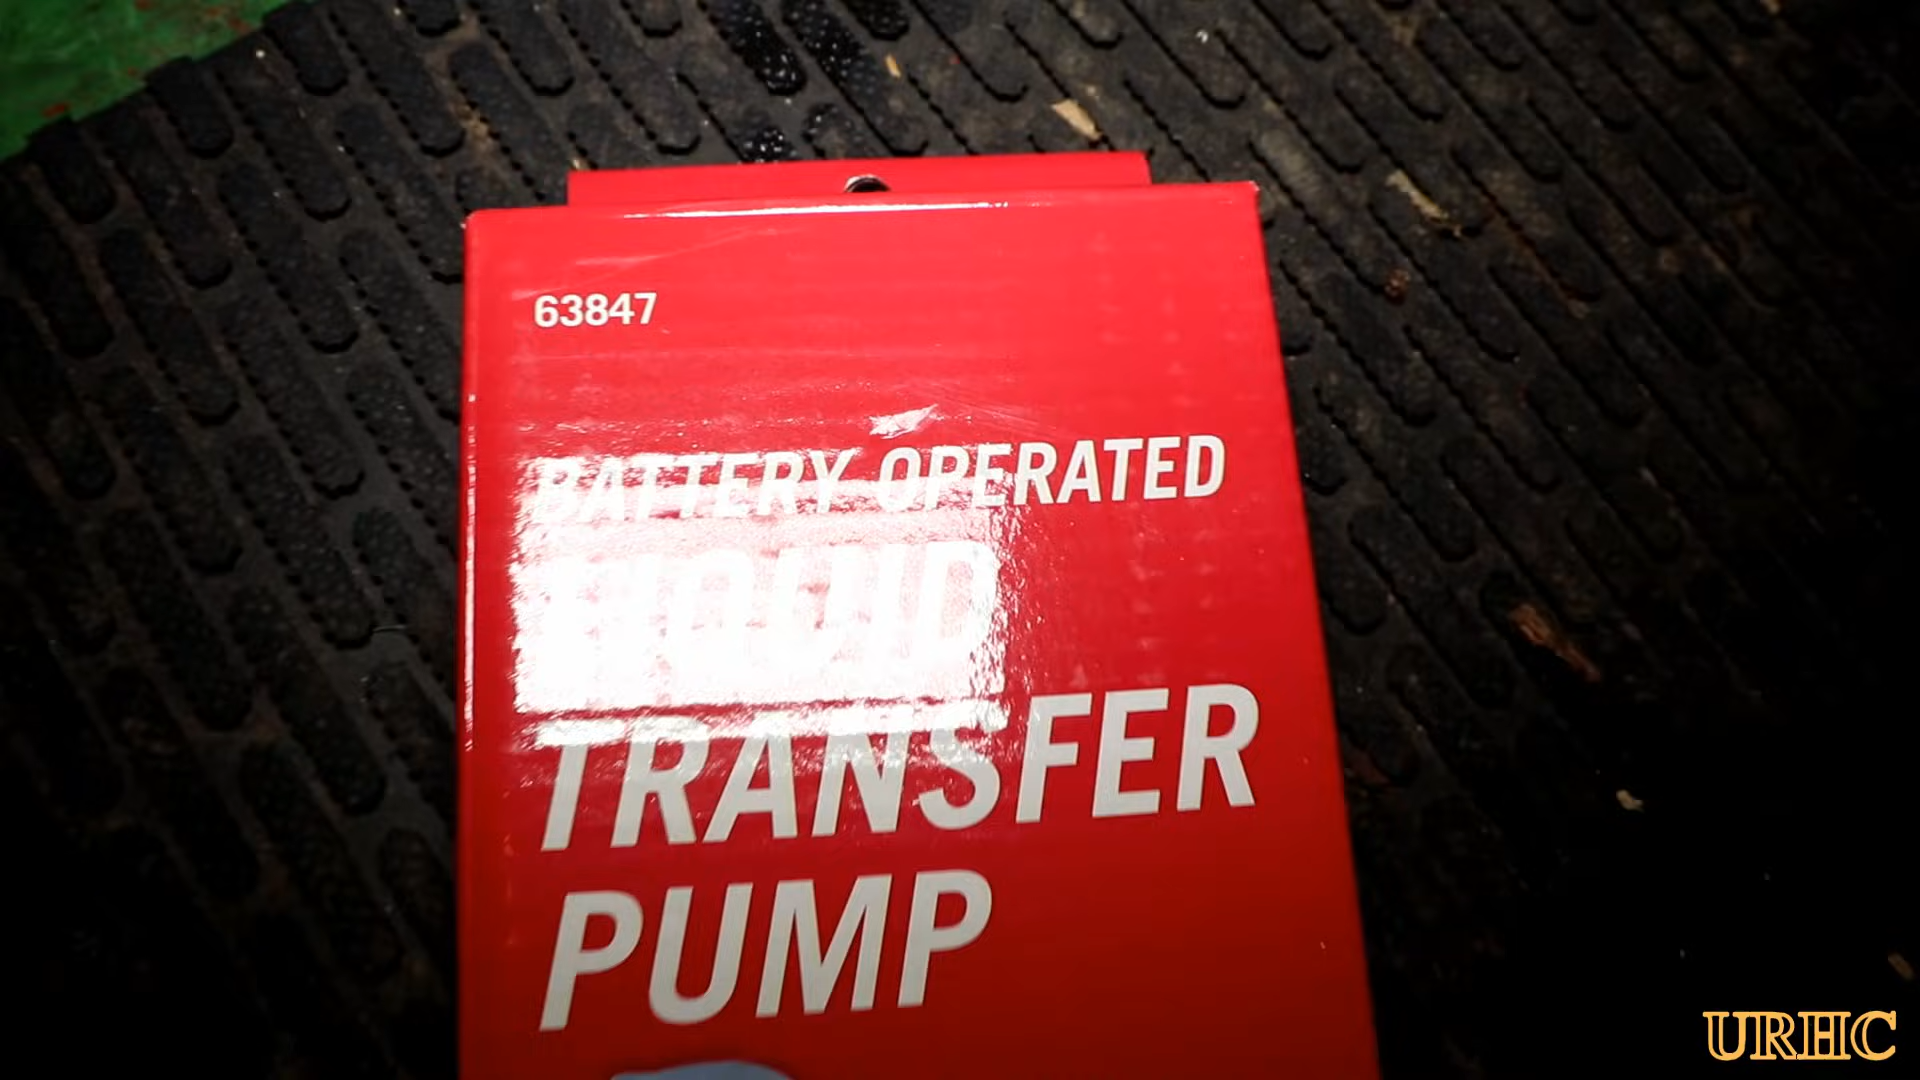 63847
BATTERY OPERATED
LIQUID
TRANSFER
PUMP
URHC